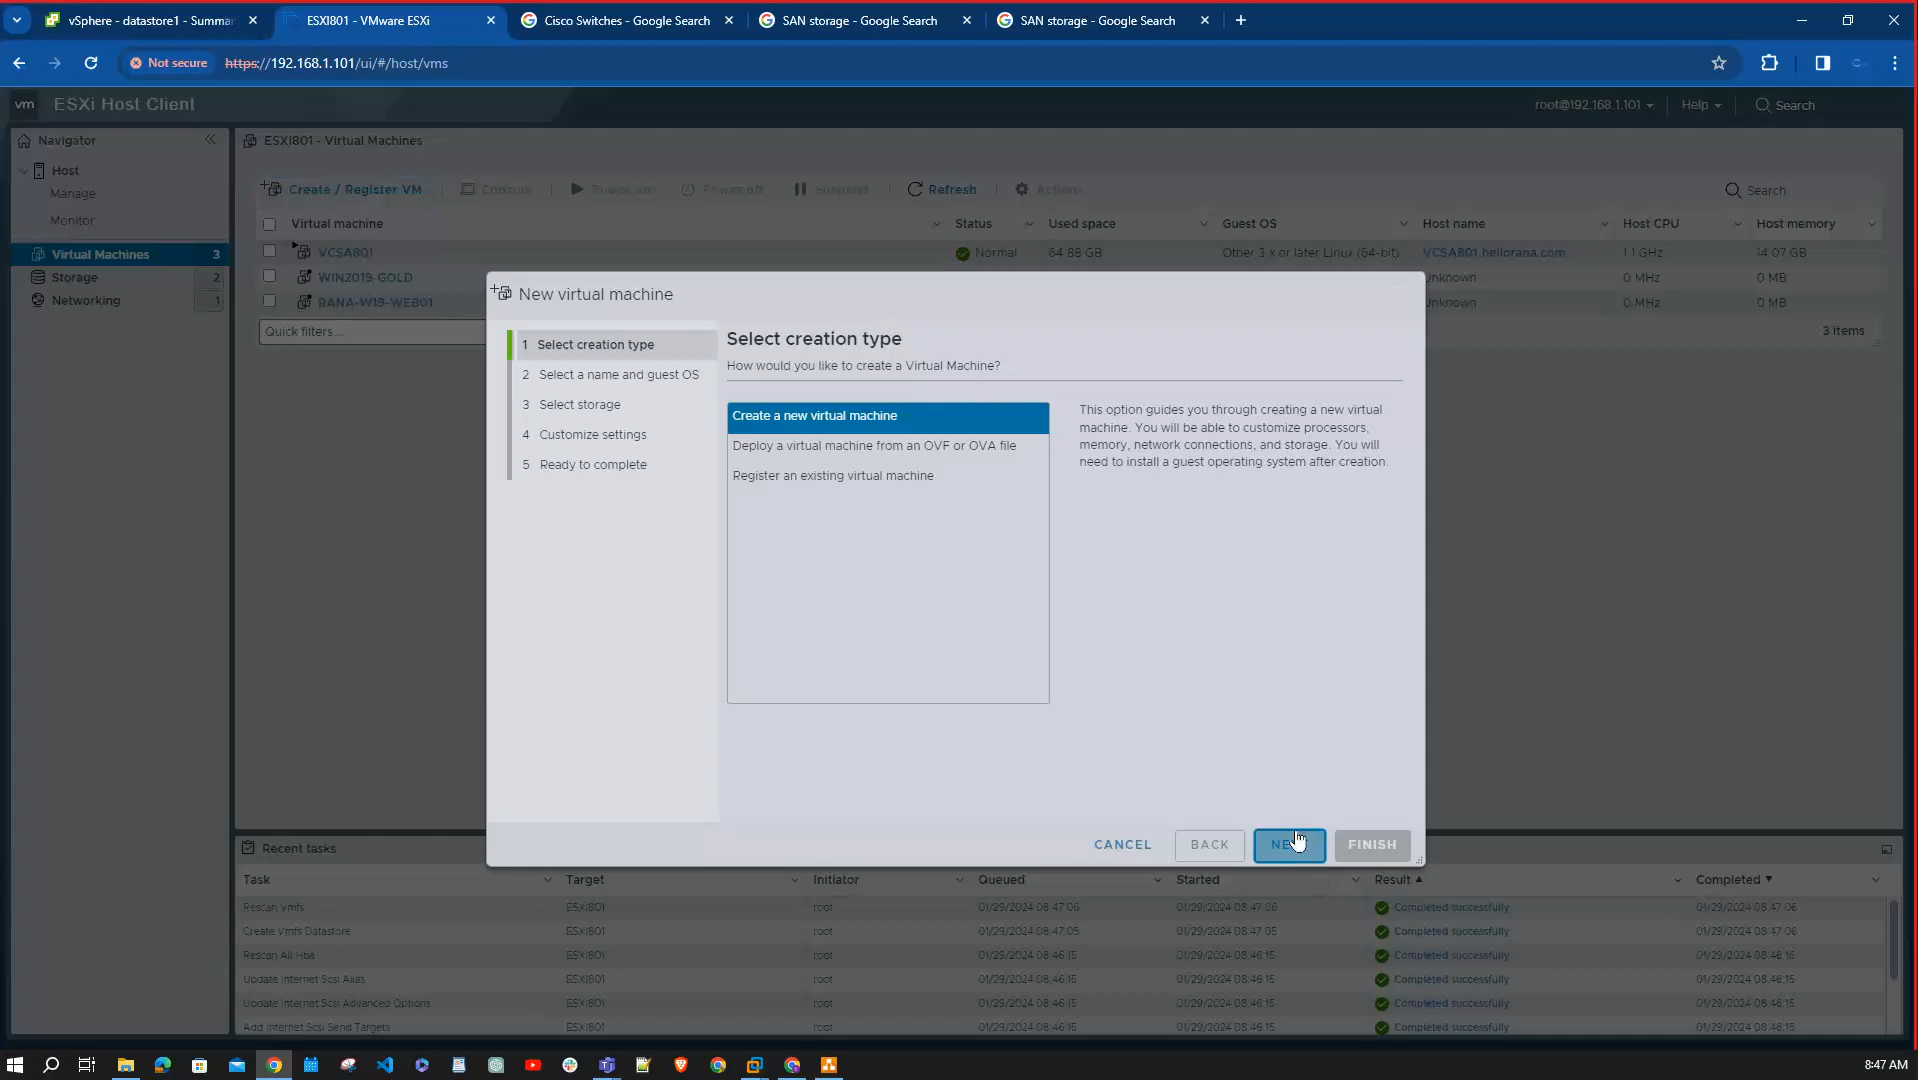 vSphere - datastore1 - Summar
ESXI801 - VMware ESXi
Cisco Switches - Google Search
SAN storage - Google Search
SAN storage - Google Search
Not secure
https://192.168.1.101/ui/#/host/vms
vm
ESXi Host Client
root@192.168.1.101
Help
Search
Navigator
ESXI801 - Virtual Machines
Host
Manage
Monitor
Virtual Machines 3
Storage 2
Networking 1
Create / Register VM
Console
Power on
Power off
Suspend
Refresh
Actions
Search
Virtual machine
Status
Used space
Guest OS
Host name
Host CPU
Host memory
VCSA801
Normal
64.88 GB
Other 3.x or later Linux (64-bit)
VCSA801.hellorana.com
1.1 GHz
14.07 GB
WIN2019-GOLD
Unknown
0 MHz
0 MB
RANA-W19-WEB01
Unknown
0 MHz
0 MB
Quick filters...
3 items
New virtual machine
1 Select creation type
2 Select a name and guest OS
3 Select storage
4 Customize settings
5 Ready to complete
Select creation type
How would you like to create a Virtual Machine?
Create a new virtual machine
Deploy a virtual machine from an OVF or OVA file
Register an existing virtual machine
This option guides you through creating a new virtual
machine. You will be able to customize processors,
memory, network connections, and storage. You will
need to install a guest operating system after creation.
CANCEL
BACK
FINISH
Recent tasks
Task
Target
Initiator
Queued
Started
Result
Completed
Rescan Vmfs ESXI801 root 01/29/2024 08:47:06 01/29/2024 08:47:06 Completed successfully 01/29/2024 08:47:06
Create Vmfs Datastore ESXI801 root 01/29/2024 08:47:05 01/29/2024 08:47:05 Completed successfully 01/29/2024 08:47:06
Rescan All Hba ESXI801 root 01/29/2024 08:46:15 01/29/2024 08:46:15 Completed successfully 01/29/2024 08:46:15
Update Internet Scsi Alias ESXI801 root 01/29/2024 08:46:15 01/29/2024 08:46:15 Completed successfully 01/29/2024 08:46:15
Update Internet Scsi Advanced Options ESXI801 root 01/29/2024 08:46:15 01/29/2024 08:46:15 Completed successfully 01/29/2024 08:46:15
Add Internet Scsi Send Targets ESXI801 root 01/29/2024 08:46:15 01/29/2024 08:46:15 Completed successfully 01/29/2024 08:46:15
8:47 AM